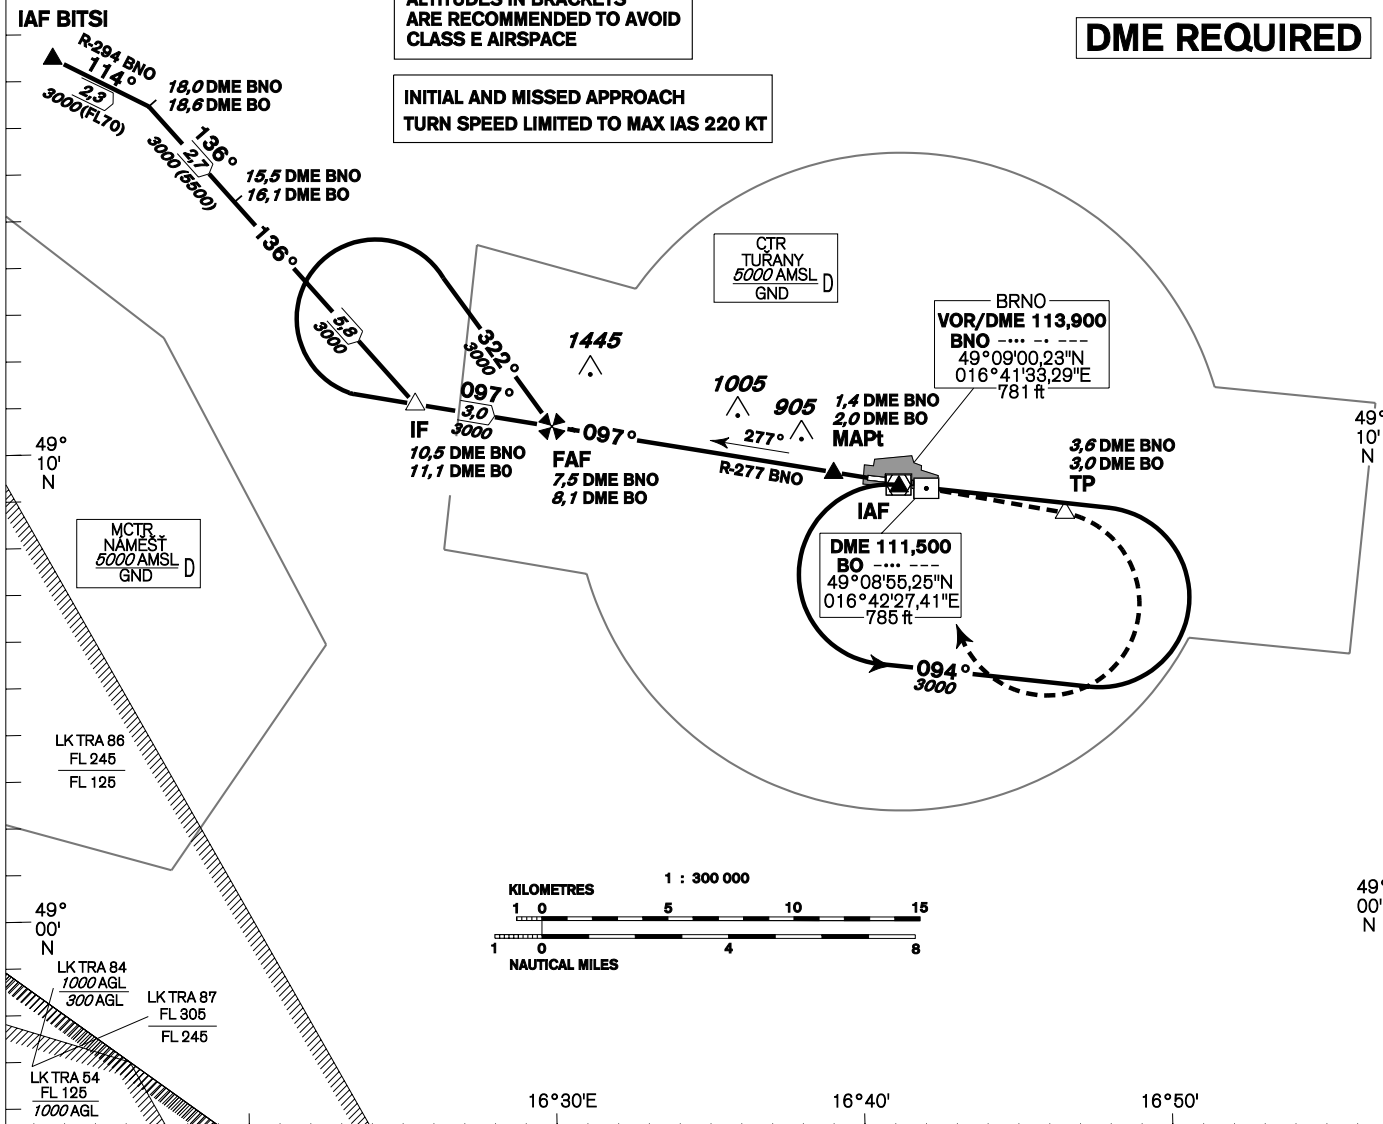 IAF BITSI
ALTITUDES IN BRACKETS
ARE RECOMMENDED TO AVOID
CLASS E AIRSPACE
DME REQUIRED
INITIAL AND MISSED APPROACH
TURN SPEED LIMITED TO MAX IAS 220 KT
R-294 BNO
114°
2,3
3000(FL70)
18,0 DME BNO
18,6 DME BO
136°
2,7
3000 (5500)
15,5 DME BNO
16,1 DME BO
136°
5,8
3000
322°
3000
097°
3,0
3000
IF
10,5 DME BNO
11,1 DME BO
FAF
7,5 DME BNO
8,1 DME BO
097°
277°
R-277 BNO
1445
1005
905
CTR
TUŘANY
5000 AMSL
GND
D
BRNO
VOR/DME 113,900
BNO -··· -· ---
49°09'00,23"N
016°41'33,29"E
781 ft
1,4 DME BNO
2,0 DME BO
MAPt
IAF
3,6 DME BNO
3,0 DME BO
TP
DME 111,500
BO -··· ---
49°08'55,25"N
016°42'27,41"E
785 ft
094°
3000
49°
10'
N
49°
10'
N
MCTR
NÁMĚŠŤ
5000 AMSL
GND
D
LK TRA 86
FL 245
FL 125
1 : 300 000
KILOMETRES
1 0 5 10 15
1 0 4 8
NAUTICAL MILES
49°
00'
N
49°
00'
N
LK TRA 84
1000 AGL
300 AGL
LK TRA 87
FL 305
FL 245
LK TRA 54
FL 125
1000 AGL
16°30'E
16°40'
16°50'